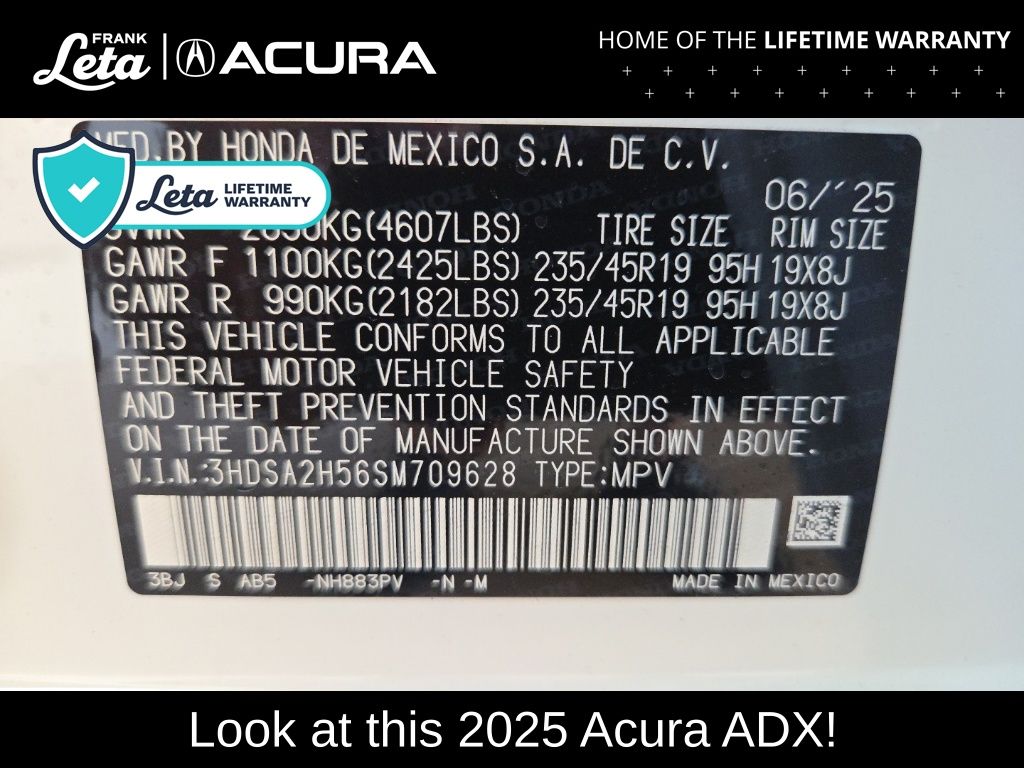 FRANK
Leta
ACURA
HOME OF THE LIFETIME WARRANTY
BY HONDA DE MEXICO S.A. DE C.V.
06/'25
Leta LIFETIME
WARRANTY
KG(4607LBS) TIRE SIZE RIM SIZE
GAWR F 1100KG(2425LBS) 235/45R19 95H 19X8J
GAWR R 990KG(2182LBS) 235/45R19 95H 19X8J
THIS VEHICLE CONFORMS TO ALL APPLICABLE
FEDERAL MOTOR VEHICLE SAFETY
AND THEFT PREVENTION STANDARDS IN EFFECT
ON THE DATE OF MANUFACTURE SHOWN ABOVE.
V.I.N.:3HDSA2H56SM709628 TYPE:MPV
3BJ S AB5 -NH883PV -N -M MADE IN MEXICO
Look at this 2025 Acura ADX!